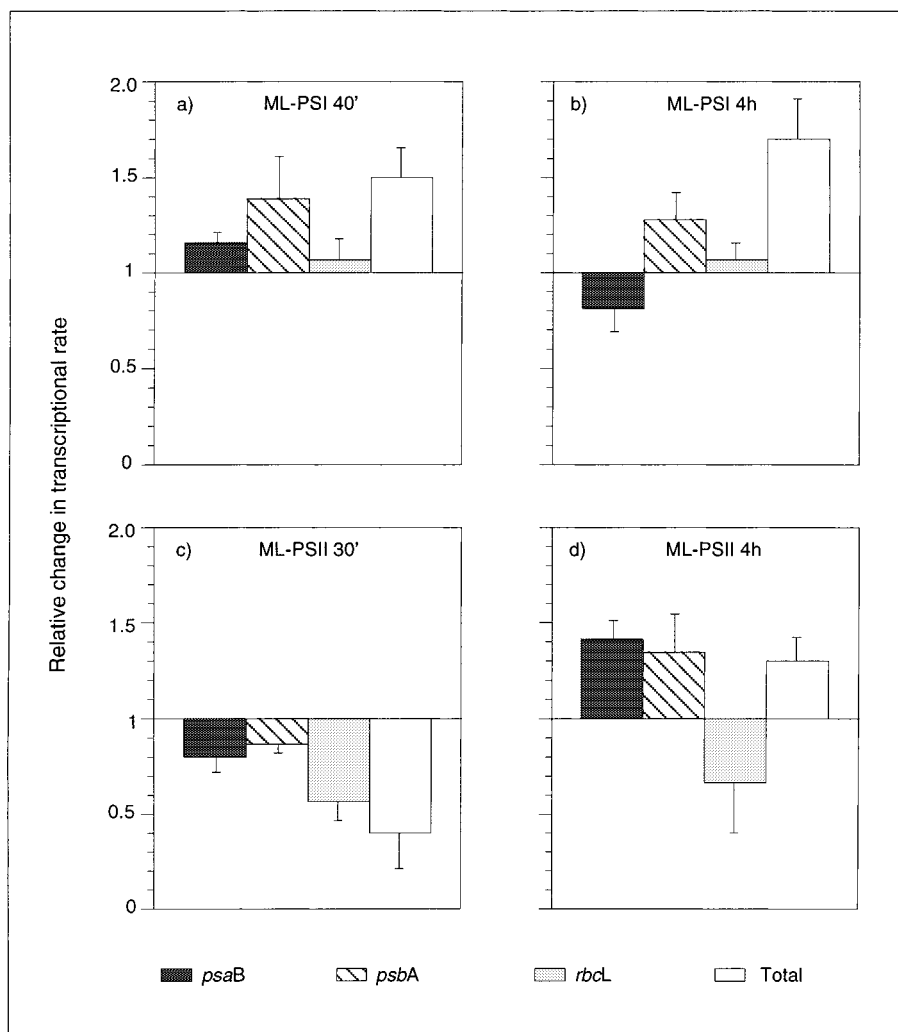 a) ML-PSI 40'
b) ML-PSI 4h
2.0
1.5
1
0.5
0
Relative change in transcriptional rate
c) ML-PSII 30'
d) ML-PSII 4h
2.0
1.5
1
0.5
0
psaB psbA rbcL Total